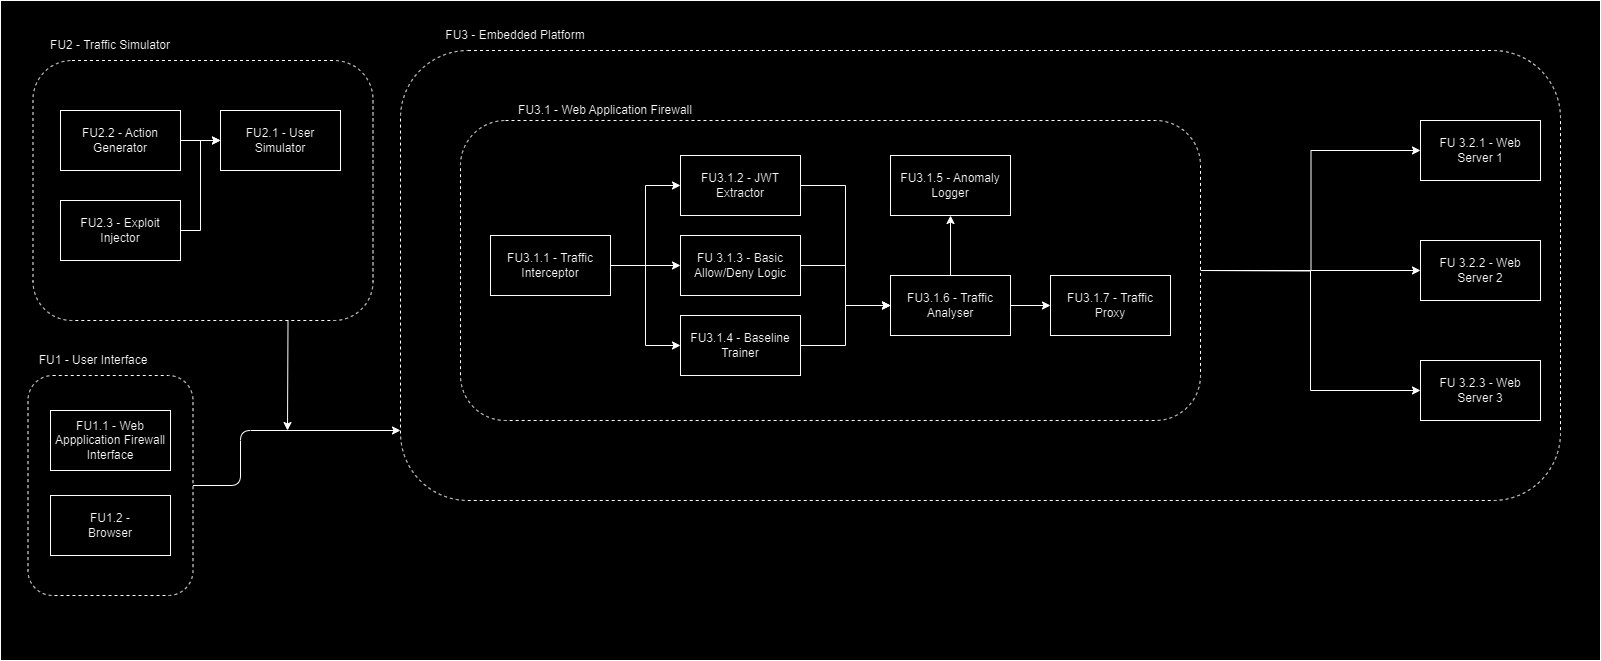 FU2 - Traffic Simulator
FU2.2 - Action
Generator
FU2.1 - User
Simulator
FU2.3 - Exploit
Injector
FU1 - User Interface
FU1.1 - Web
Appplication Firewall
Interface
FU1.2 -
Browser
FU3 - Embedded Platform
FU3.1 - Web Application Firewall
FU3.1.1 - Traffic
Interceptor
FU3.1.2 - JWT
Extractor
FU 3.1.3 - Basic
Allow/Deny Logic
FU3.1.4 - Baseline
Trainer
FU3.1.5 - Anomaly
Logger
FU3.1.6 - Traffic
Analyser
FU3.1.7 - Traffic
Proxy
FU 3.2.1 - Web
Server 1
FU 3.2.2 - Web
Server 2
FU 3.2.3 - Web
Server 3